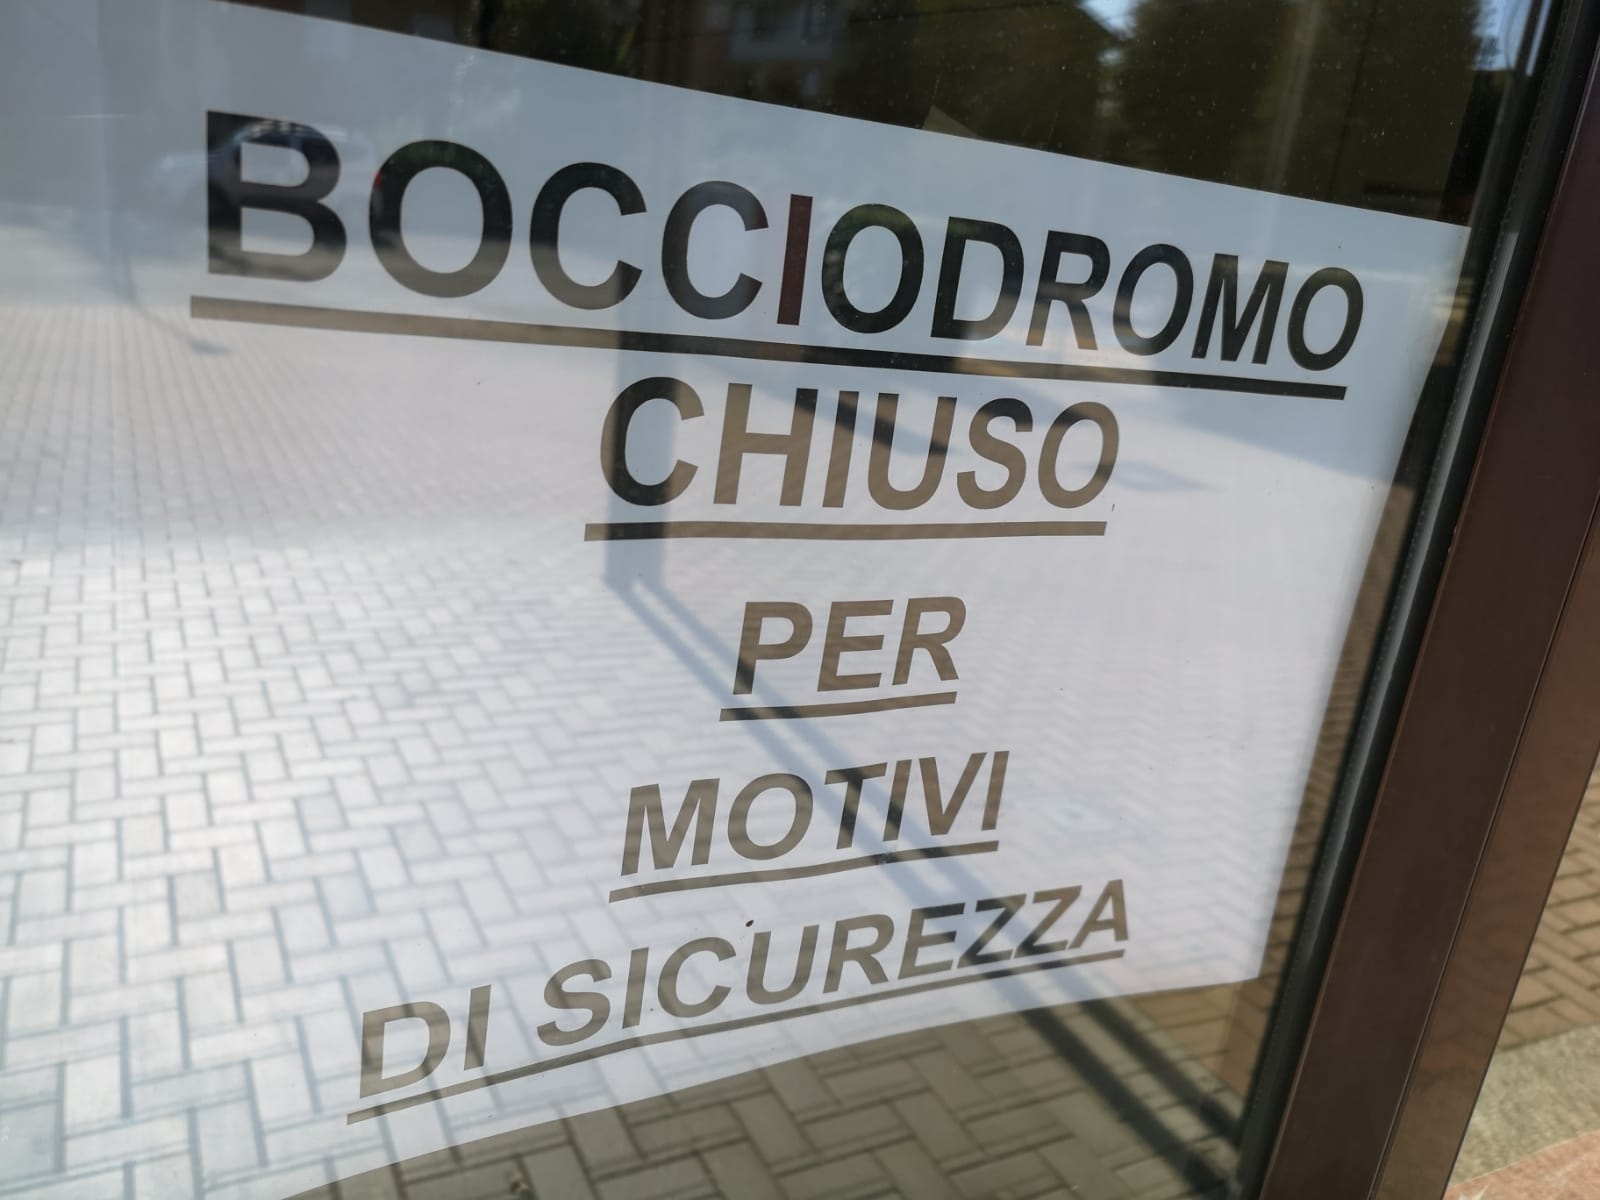 BOCCIODROMO
CHIUSO
PER
MOTIVI
DI SICUREZZA